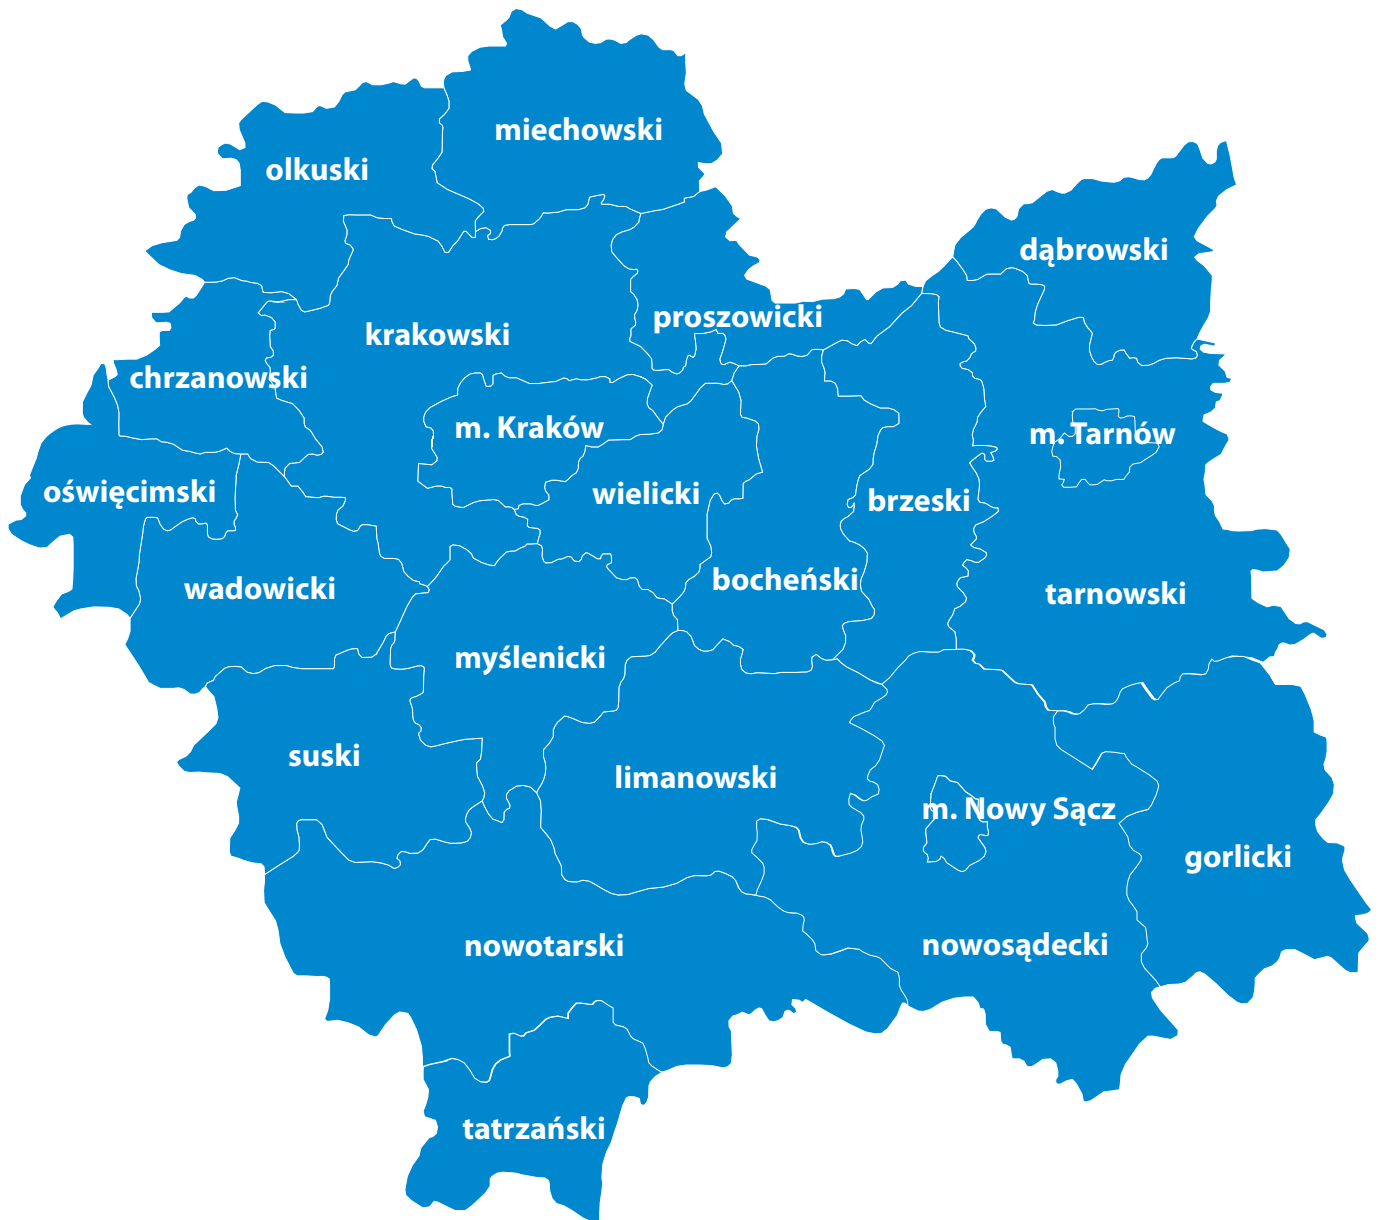 miechowski
olkuski
dąbrowski
proszowicki
krakowski
chrzanowski
m. Kraków
m. Tarnów
oświęcimski
wielicki
brzeski
bocheński
wadowicki
tarnowski
myślenicki
suski
limanowski
m. Nowy Sącz
gorlicki
nowotarski
nowosądecki
tatrzański